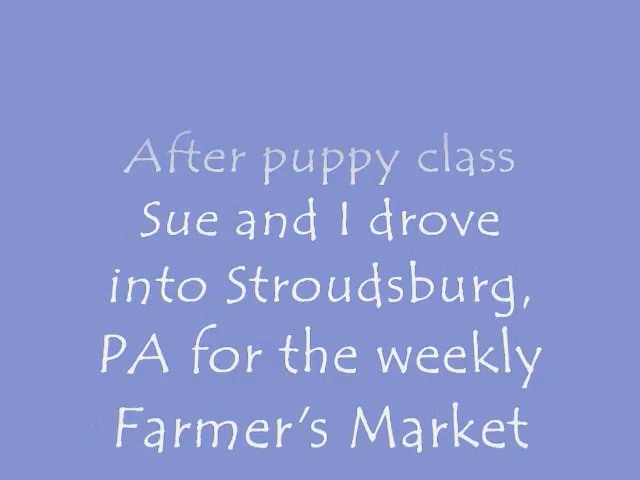 After puppy class
Sue and I drove
into Stroudsburg,
PA for the weekly
Farmer's Market